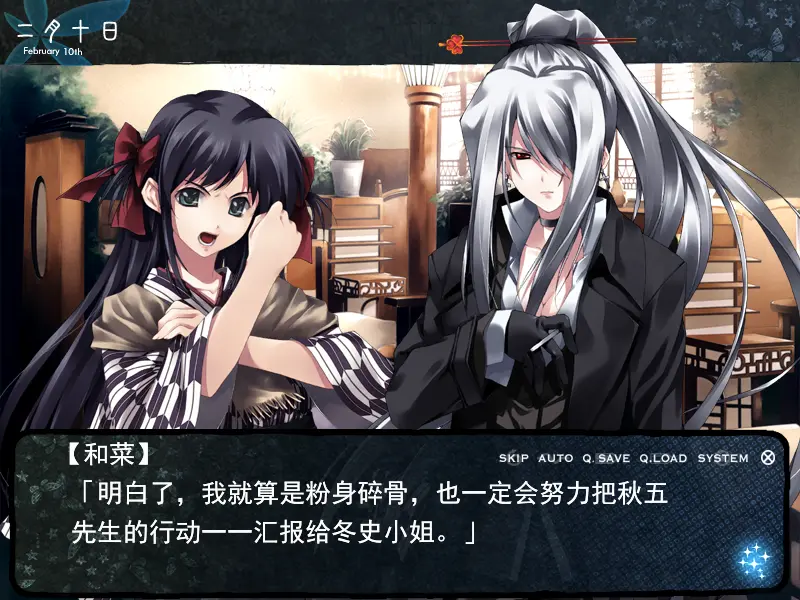 二月十日
February 10th
【和菜】
SKIP AUTO Q.SAVE Q.LOAD SYSTEM
「明白了，我就算是粉身碎骨，也一定会努力把秋五
先生的行动一一汇报给冬史小姐。」